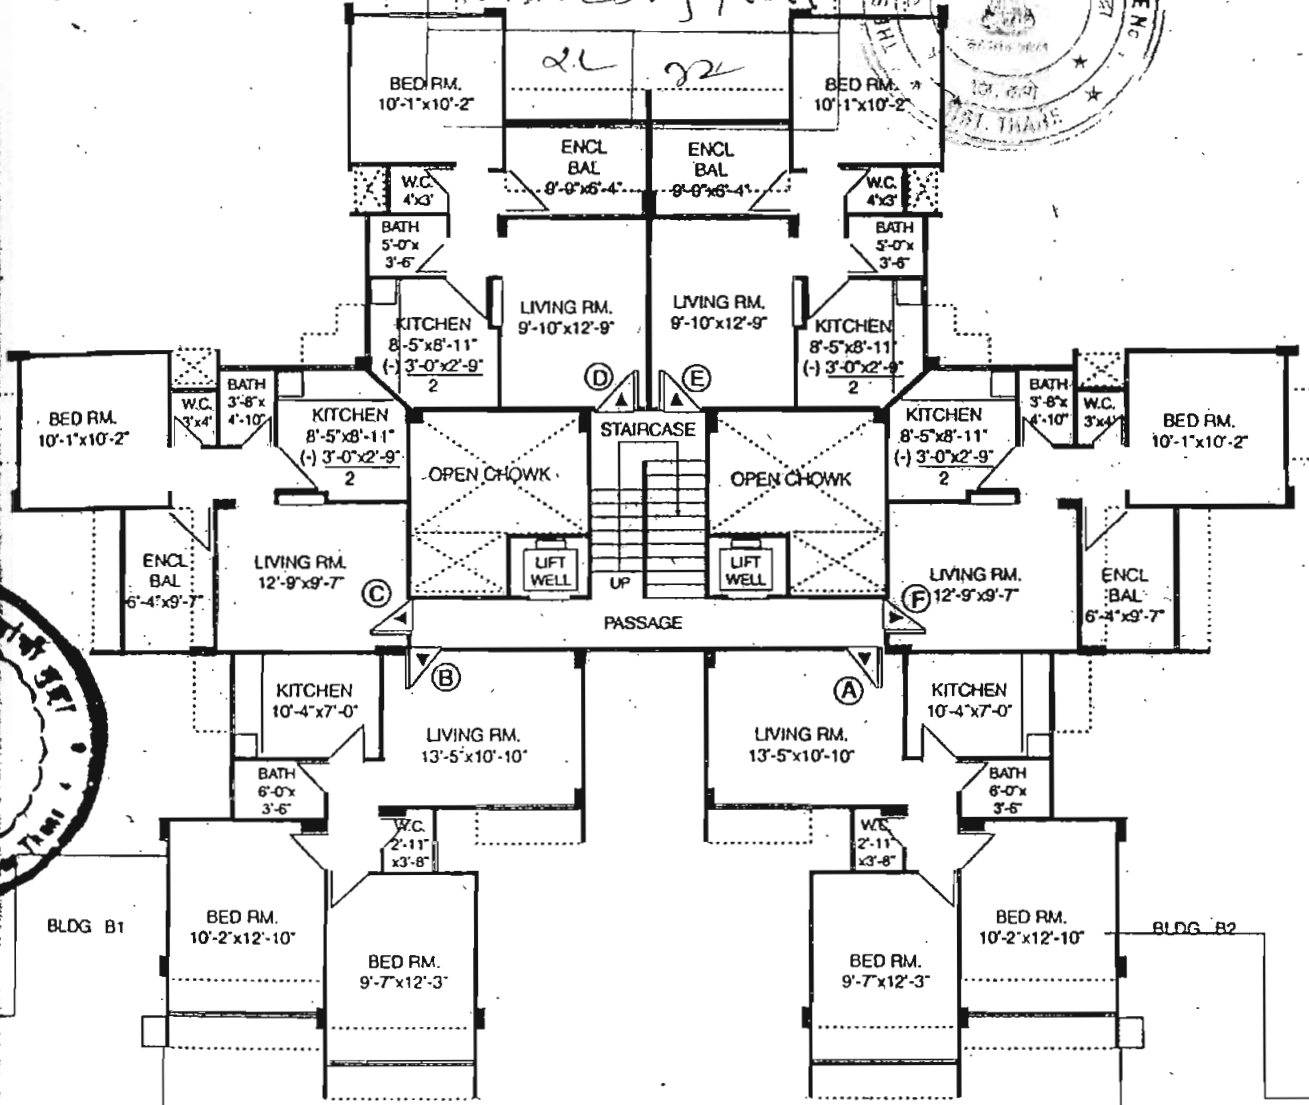 22
BED RM.
10'-1"x10'-2"
BED RM.
10'-1"x10'-2"
ENCL
BAL
9'-9"x6'-4"
ENCL
BAL
9'-9"x6'-4"
W.C.
4'x3'
W.C.
4'x3'
BATH
5'-0"x
3'-6"
BATH
5'-0"x
3'-6"
LIVING RM.
9'-10"x12'-9"
LIVING RM.
9'-10"x12'-9"
KITCHEN
8'-5"x8'-11"
(-) 3'-0"x2'-9"
2
KITCHEN
8'-5"x8'-11"
(-) 3'-0"x2'-9"
2
D
E
BED RM.
10'-1"x10'-2"
W.C.
3'x4'
BATH
3'-8"x
4'-10"
KITCHEN
8'-5"x8'-11"
(-) 3'-0"x2'-9"
2
OPEN CHOWK
STAIRCASE
OPEN CHOWK
KITCHEN
8'-5"x8'-11"
(-) 3'-0"x2'-9"
2
BATH
3'-8"x
4'-10"
W.C.
3'x4'
BED RM.
10'-1"x10'-2"
ENCL
BAL
6'-4"x9'-7"
LIVING RM.
12'-9"x9'-7"
LIFT
WELL
UP
LIFT
WELL
LIVING RM.
12'-9"x9'-7"
ENCL
BAL
6'-4"x9'-7"
C
F
PASSAGE
B
A
KITCHEN
10'-4"x7'-0"
LIVING RM.
13'-5"x10'-10"
LIVING RM.
13'-5"x10'-10"
KITCHEN
10'-4"x7'-0"
BATH
6'-0"x
3'-6"
BATH
6'-0"x
3'-6"
W.C.
2'-11"
x3'-8"
W.C.
2'-11"
x3'-8"
BLDG B1
BED RM.
10'-2"x12'-10"
BED RM.
9'-7"x12'-3"
BED RM.
9'-7"x12'-3"
BED RM.
10'-2"x12'-10"
BLDG B2
DIST. THANE